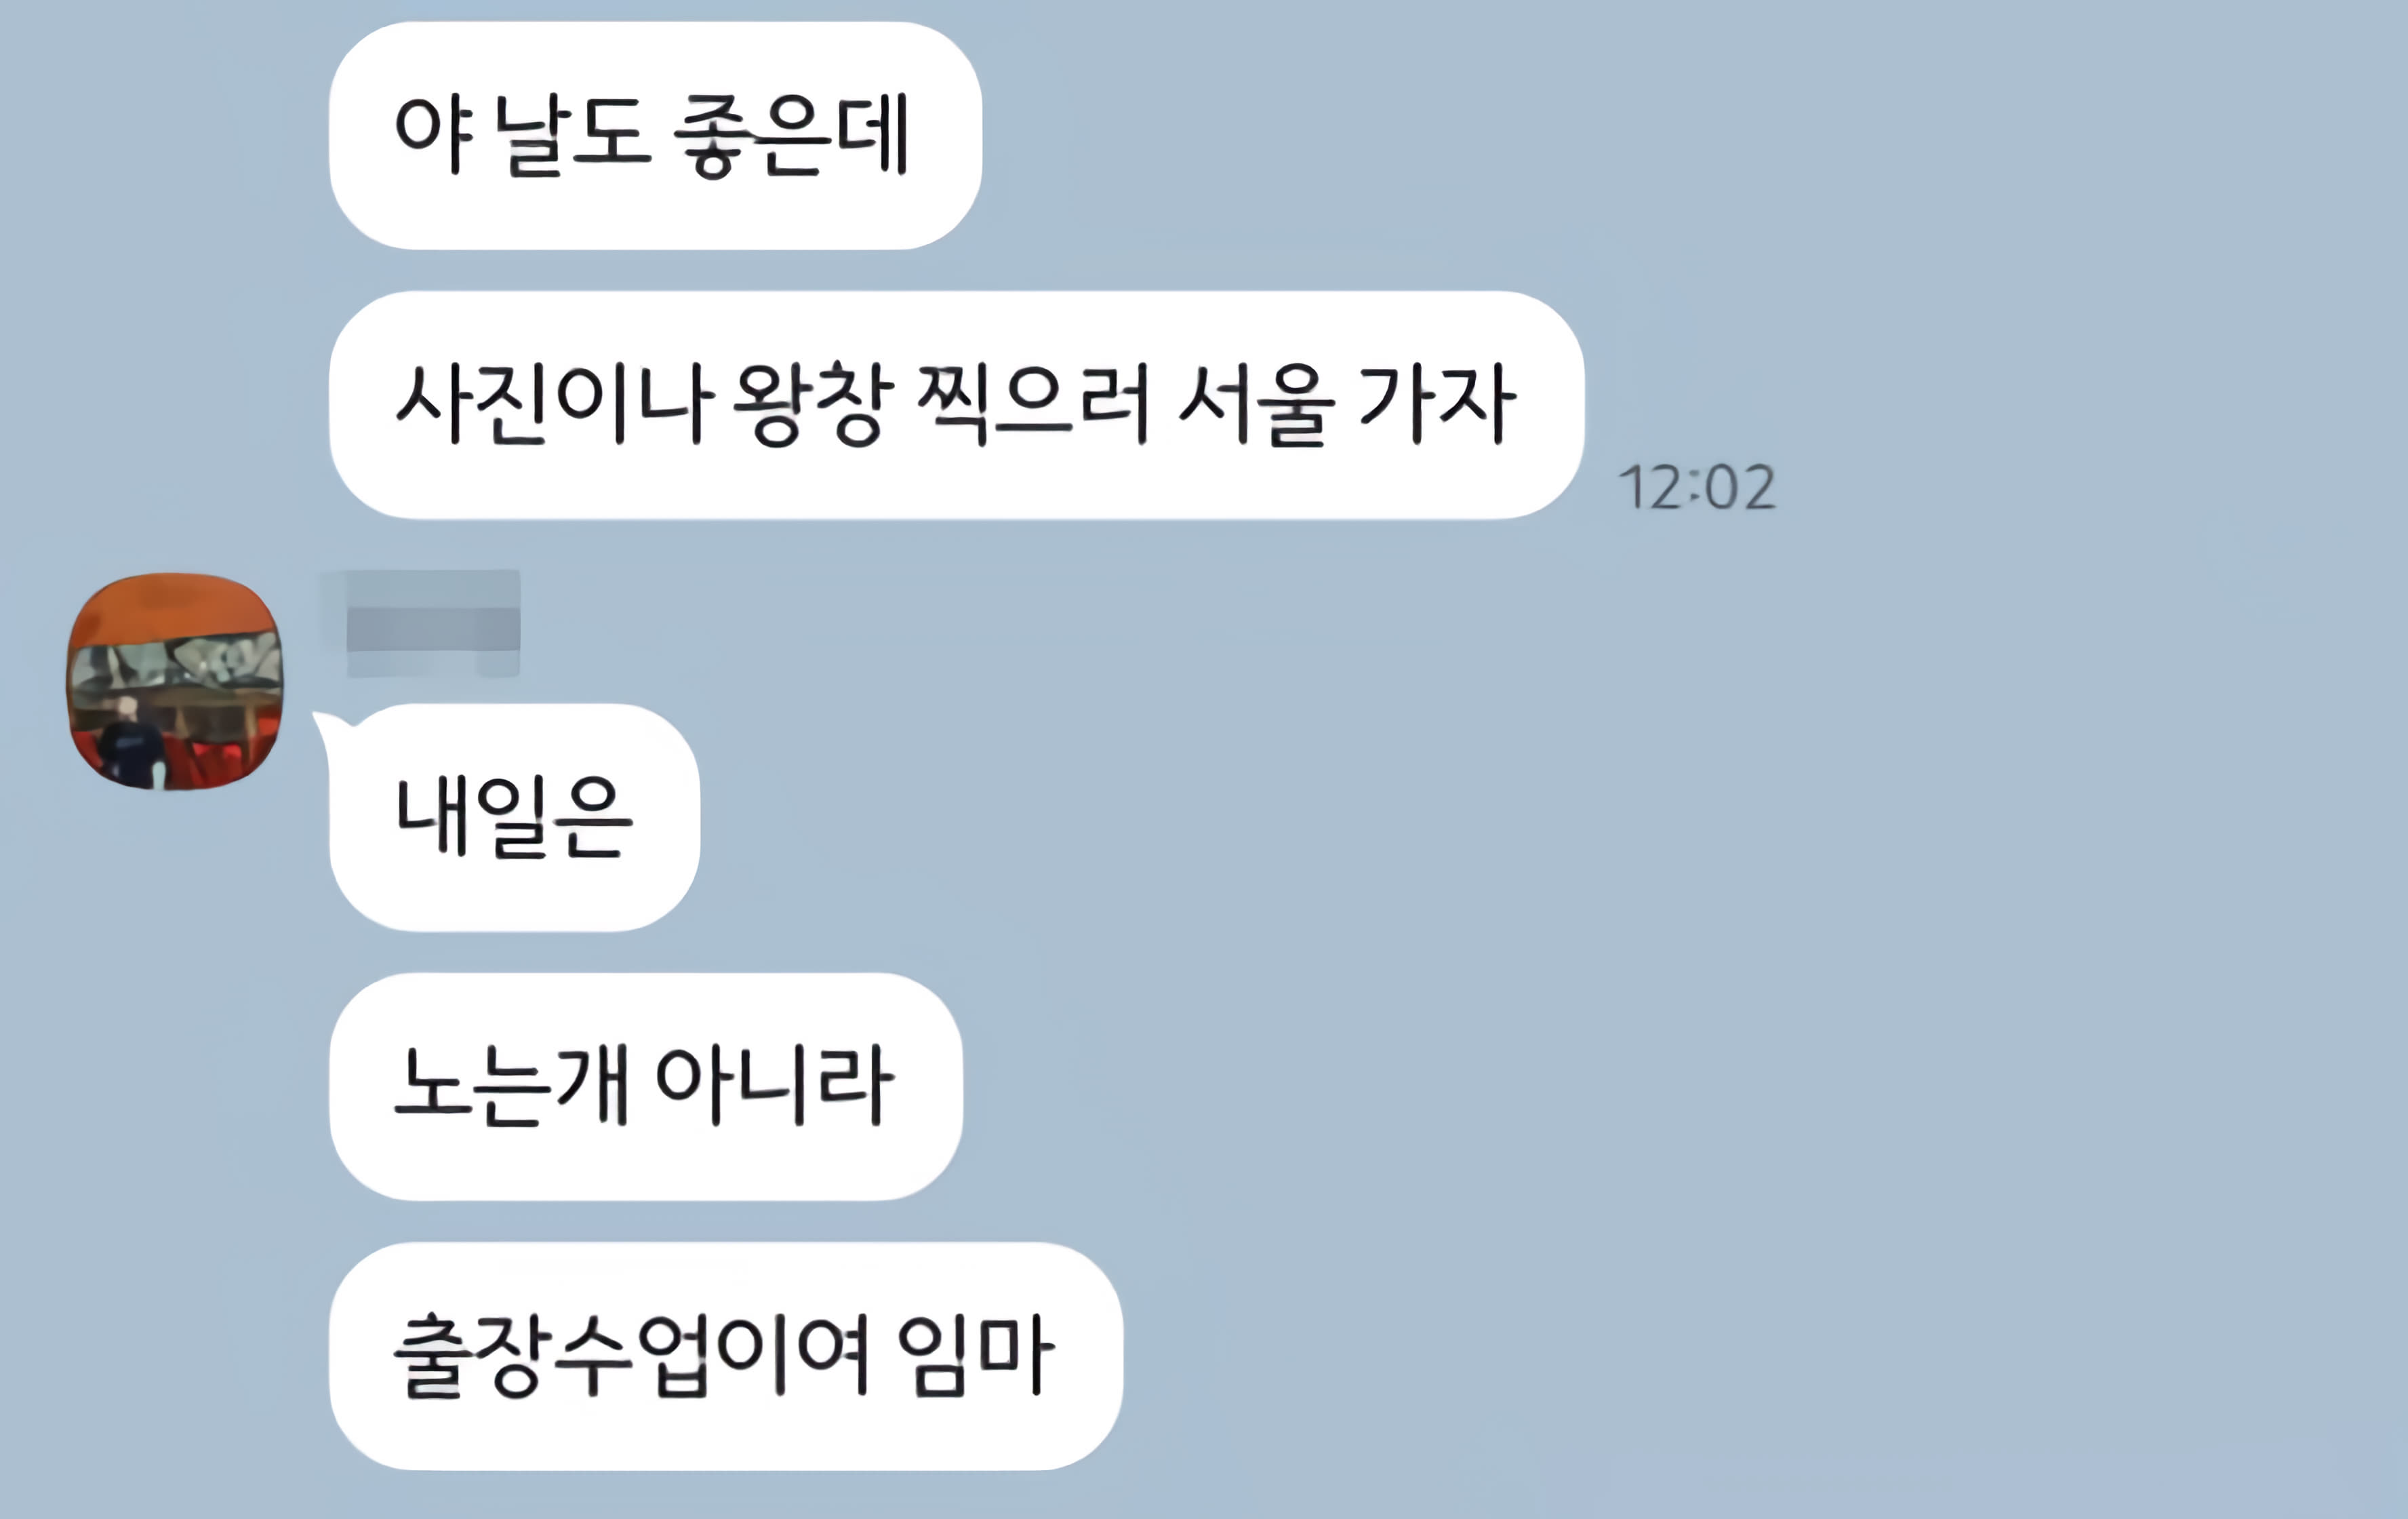 야 날도 좋은데
사진이나 왕창 찍으러 서울 가자
12:02
내일은
노는개 아니라
출장수업이여 임마